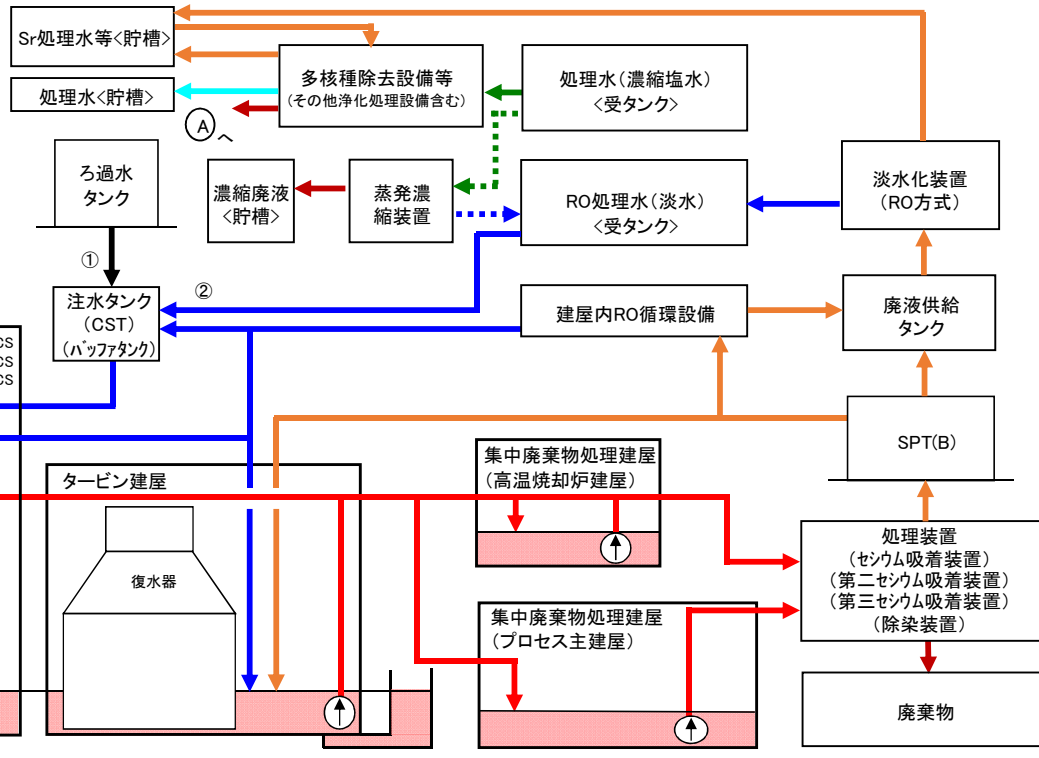 Sr処理水等<貯槽>
処理水<貯槽>
多核種除去設備等
(その他浄化処理設備含む)
処理水(濃縮塩水)
<受タンク>
Aへ
ろ過水
タンク
濃縮廃液
<貯槽>
蒸発濃
縮装置
RO処理水(淡水)
<受タンク>
淡水化装置
(RO方式)
①
②
注水タンク
(CST)
(バッファタンク)
建屋内RO循環設備
廃液供給
タンク
CS
CS
CS
SPT(B)
タービン建屋
復水器
集中廃棄物処理建屋
(高温焼却炉建屋)
集中廃棄物処理建屋
(プロセス主建屋)
処理装置
(セシウム吸着装置)
(第二セシウム吸着装置)
(第三セシウム吸着装置)
(除染装置)
廃棄物